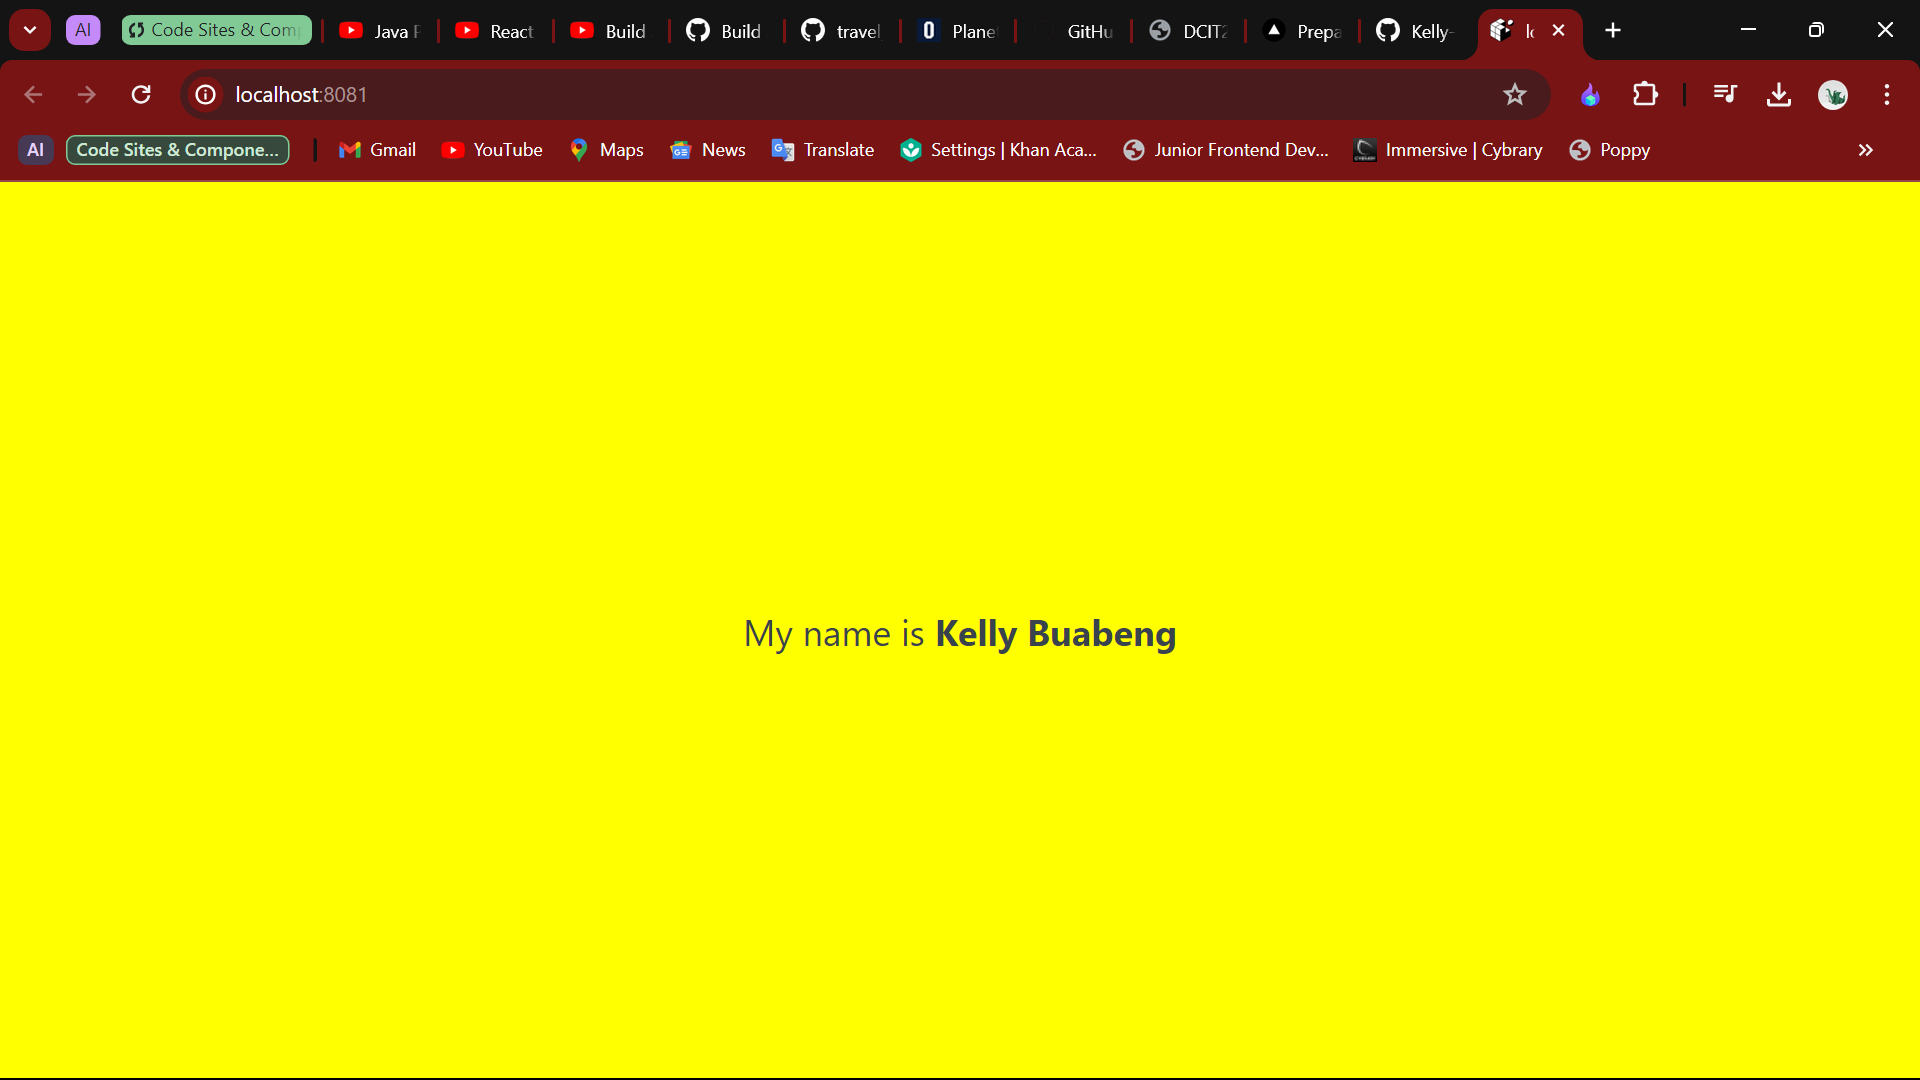 AI Code Sites & Com Java React Build Build travel Plane GitHu DCIT2 Prepa Kelly-
localhost:8081
AI Code Sites & Compone... Gmail YouTube Maps News Translate Settings | Khan Aca... Junior Frontend Dev... Immersive | Cybrary Poppy
My name is Kelly Buabeng